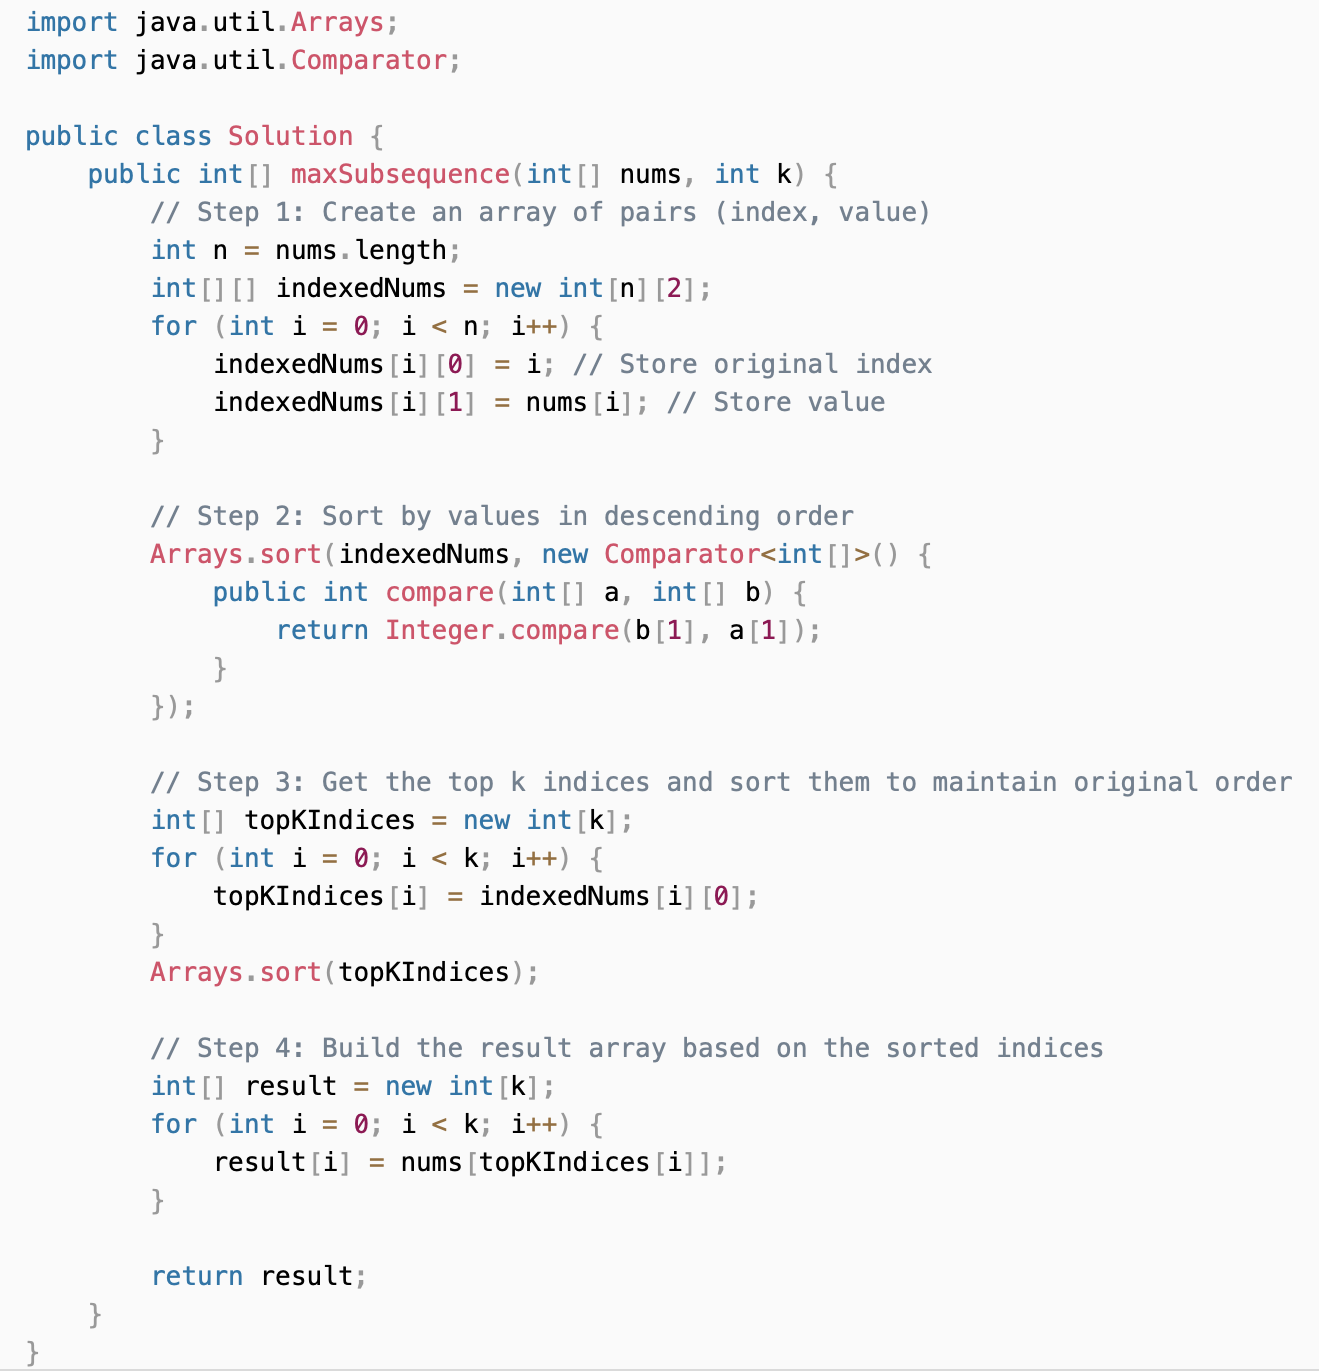 import java.util.Arrays;
import java.util.Comparator;

public class Solution {
    public int[] maxSubsequence(int[] nums, int k) {
        // Step 1: Create an array of pairs (index, value)
        int n = nums.length;
        int[][] indexedNums = new int[n][2];
        for (int i = 0; i < n; i++) {
            indexedNums[i][0] = i; // Store original index
            indexedNums[i][1] = nums[i]; // Store value
        }

        // Step 2: Sort by values in descending order
        Arrays.sort(indexedNums, new Comparator<int[]>() {
            public int compare(int[] a, int[] b) {
                return Integer.compare(b[1], a[1]);
            }
        });

        // Step 3: Get the top k indices and sort them to maintain original order
        int[] topKIndices = new int[k];
        for (int i = 0; i < k; i++) {
            topKIndices[i] = indexedNums[i][0];
        }
        Arrays.sort(topKIndices);

        // Step 4: Build the result array based on the sorted indices
        int[] result = new int[k];
        for (int i = 0; i < k; i++) {
            result[i] = nums[topKIndices[i]];
        }

        return result;
    }
}